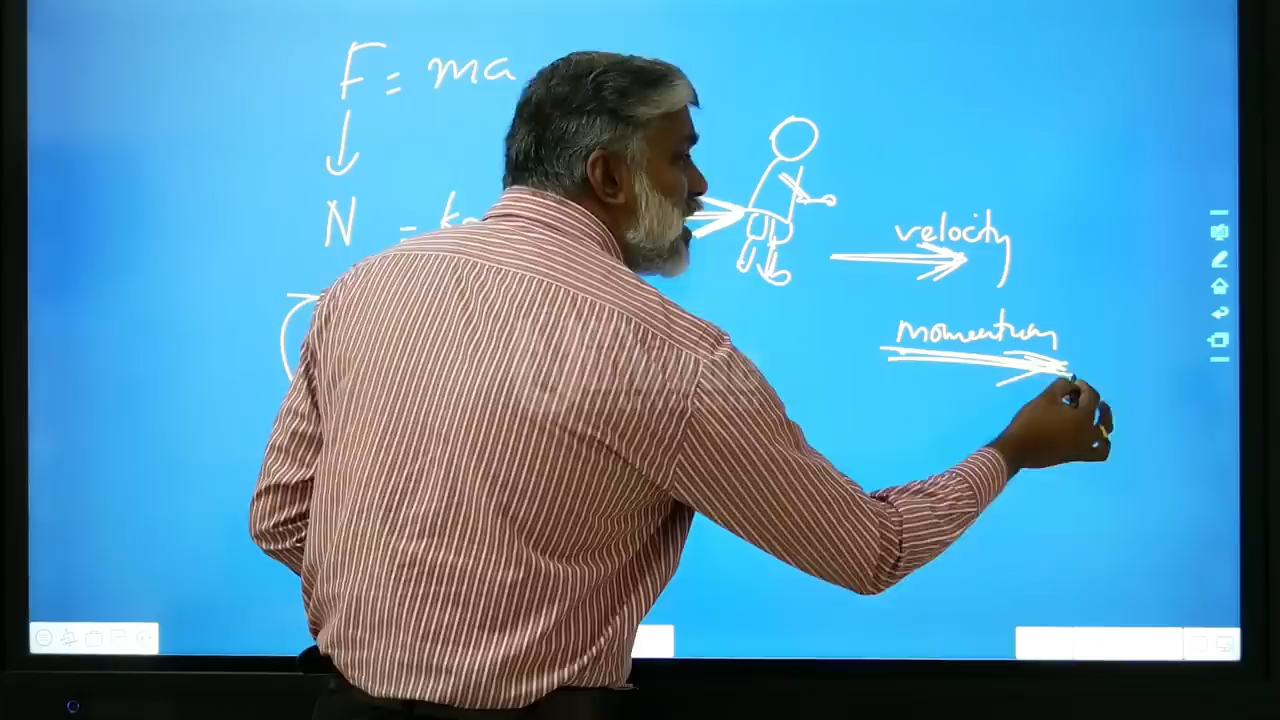 F = ma
N =
velocity
momentum